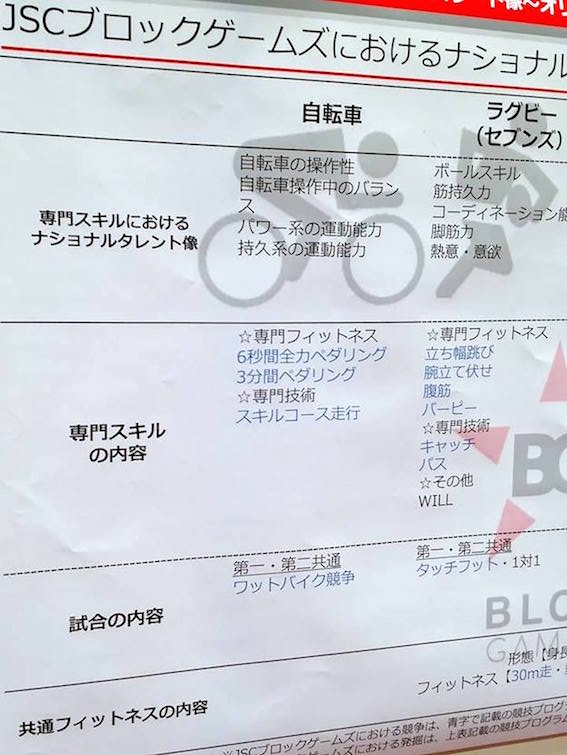 JSCブロックゲームズにおけるナショナル
自転車
ラグビー
(セブンズ)
専門スキルにおける
ナショナルタレント像
自転車の操作性
自転車操作中のバラン
ス
パワー系の運動能力
持久系の運動能力
ボールスキル
筋持久力
コーディネーション能
脚筋力
熱意・意欲
専門スキル
の内容
☆専門フィットネス
6秒間全力ペダリング
3分間ペダリング
☆専門技術
スキルコース走行
☆専門フィットネス
立ち幅跳び
腕立て伏せ
腹筋
バーピー
☆専門技術
キャッチ
パス
☆その他
WILL
試合の内容
第一・第二共通
ワットバイク競争
第一・第二共通
タッチフット・1対1
BLO
GAM
共通フィットネスの内容
形態【身長
フィットネス【30m走・
※JSCブロックゲームズにおける競争は、青字で記載の競技プログ
JSCブロックゲームズにおける発掘は、上表記載の競技プログラム